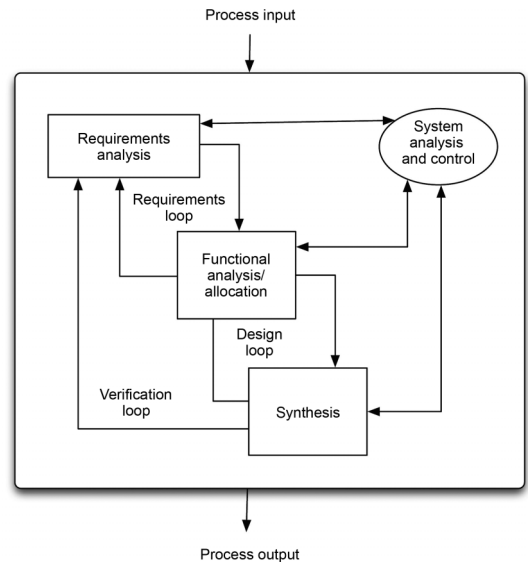 Process input
Requirements
analysis
System
analysis
and control
Requirements
loop
Functional
analysis/
allocation
Design
loop
Verification
loop
Synthesis
Process output